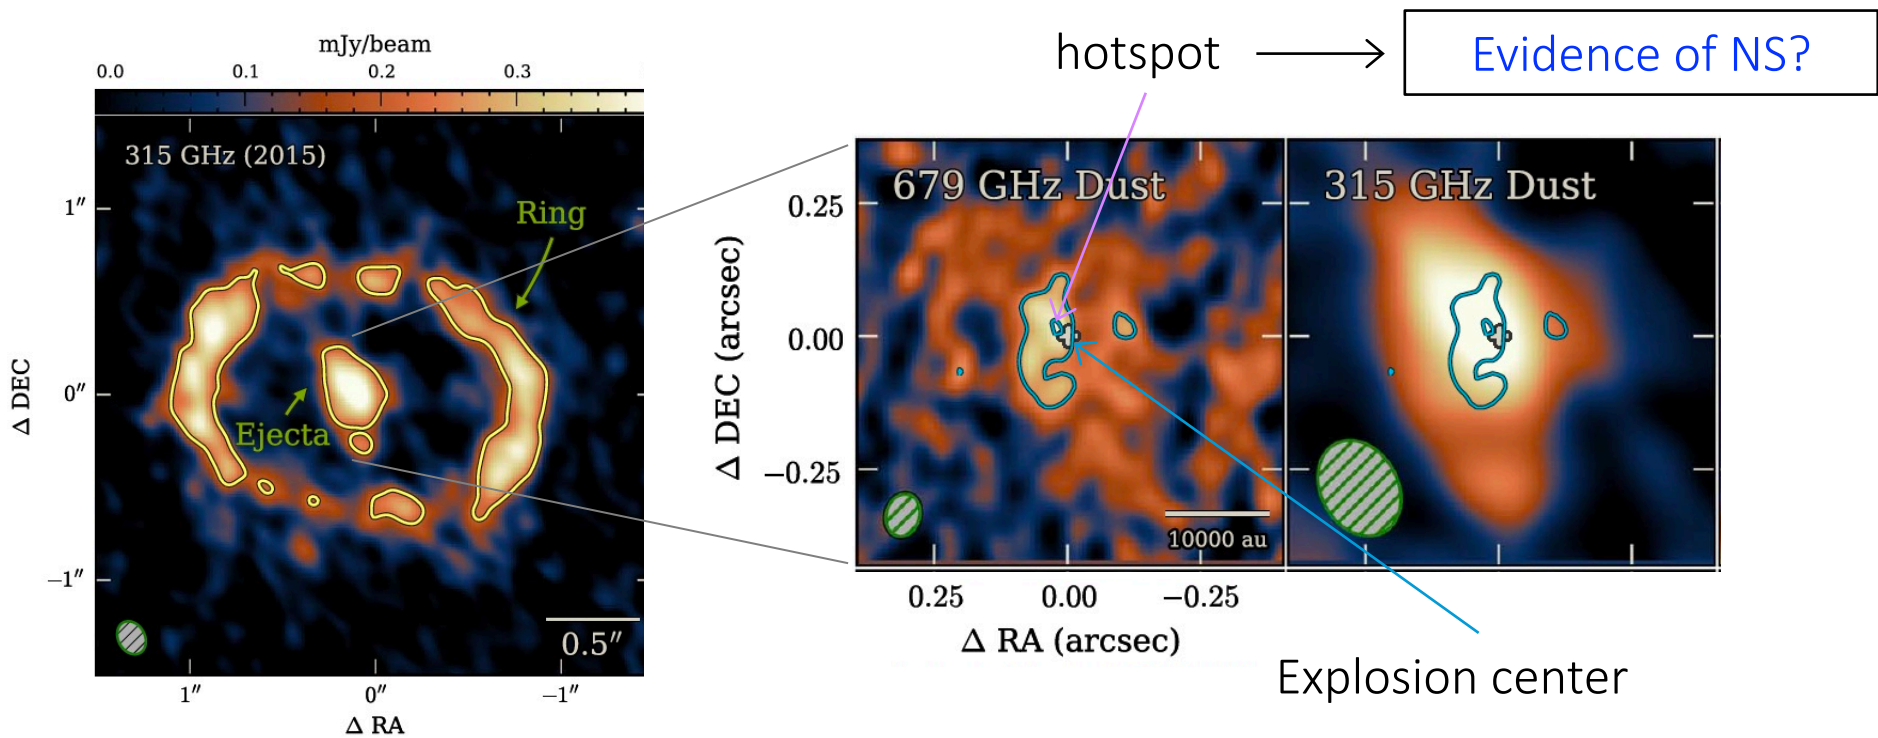 mJy/beam
0.0 0.1 0.2 0.3
315 GHz (2015)
Ring
Ejecta
1″
0″
−1″
Δ DEC
0.5″
1″ 0″ −1″
Δ RA
hotspot
Evidence of NS?
679 GHz Dust
315 GHz Dust
0.25
0.00
−0.25
Δ DEC (arcsec)
10000 au
0.25 0.00 −0.25
Δ RA (arcsec)
Explosion center